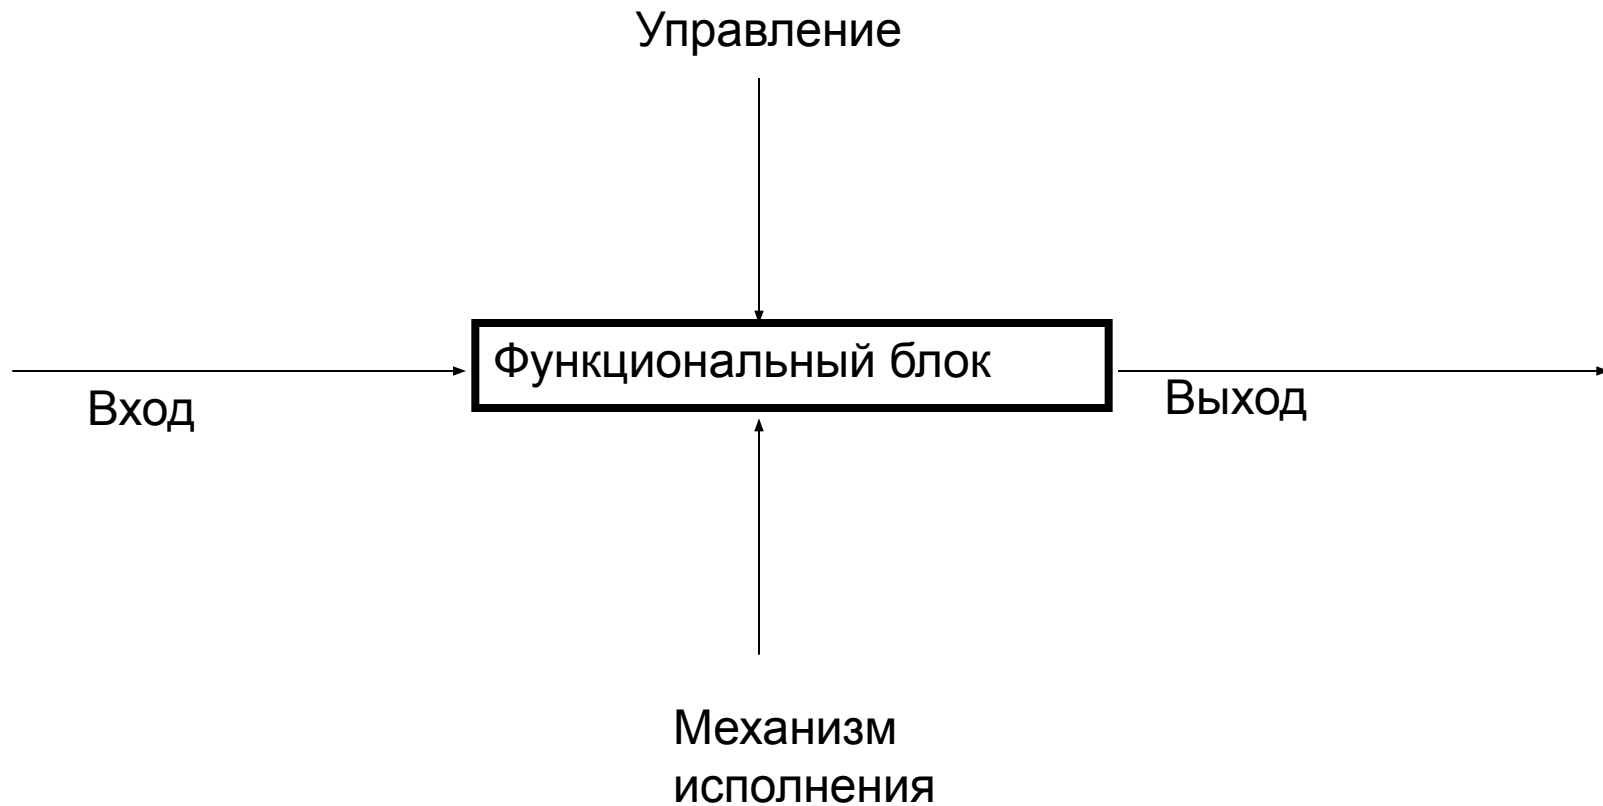 Управление
Функциональный блок
Вход
Выход
Механизм
исполнения